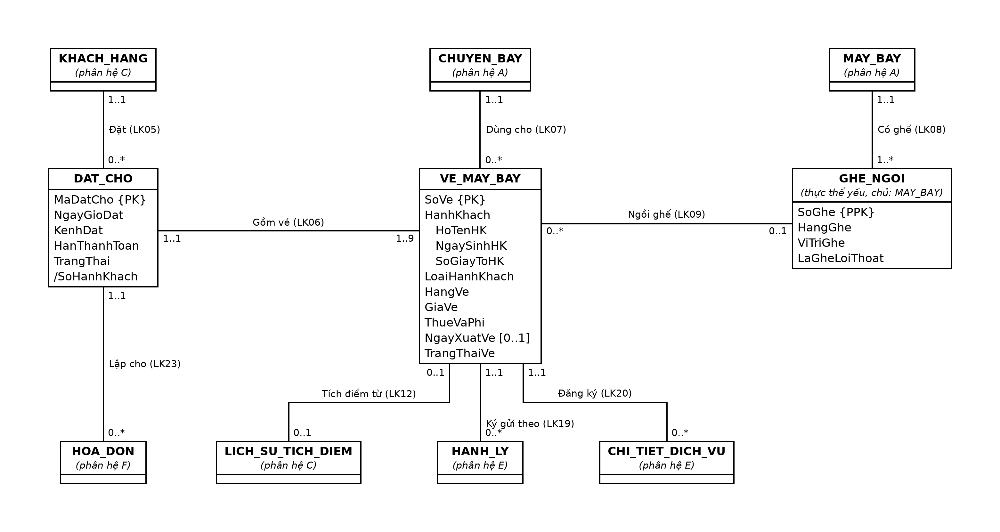 KHACH_HANG
(phân hệ C)
CHUYEN_BAY
(phân hệ A)
MAY_BAY
(phân hệ A)
1..1
1..1
1..1
Đặt (LK05)
Dùng cho (LK07)
Có ghế (LK08)
0..*
0..*
1..*
DAT_CHO
MaDatCho {PK}
NgayGioDat
KenhDat
HanThanhToan
TrangThai
/SoHanhKhach
Gồm vé (LK06)
1..1
1..9
VE_MAY_BAY
SoVe {PK}
HanhKhach
HoTenHK
NgaySinhHK
SoGiayToHK
LoaiHanhKhach
HangVe
GiaVe
ThueVaPhi
NgayXuatVe [0..1]
TrangThaiVe
Ngồi ghế (LK09)
0..*
0..1
GHE_NGOI
(thực thể yếu, chủ: MAY_BAY)
SoGhe {PPK}
HangGhe
ViTriGhe
LaGheLoiThoat
1..1
Lập cho (LK23)
0..*
0..1
1..1
1..1
Tích điểm từ (LK12)
Đăng ký (LK20)
Ký gửi theo (LK19)
0..1
0..*
0..*
HOA_DON
(phân hệ F)
LICH_SU_TICH_DIEM
(phân hệ C)
HANH_LY
(phân hệ E)
CHI_TIET_DICH_VU
(phân hệ E)